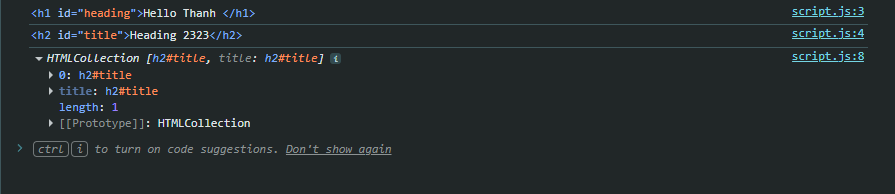 <h1 id="heading">Hello Thanh </h1> script.js:3
<h2 id="title">Heading 2323</h2> script.js:4
HTMLCollection [h2#title, title: h2#title] i script.js:8
0: h2#title
title: h2#title
length: 1
[[Prototype]]: HTMLCollection
ctrl i to turn on code suggestions. Don't show again